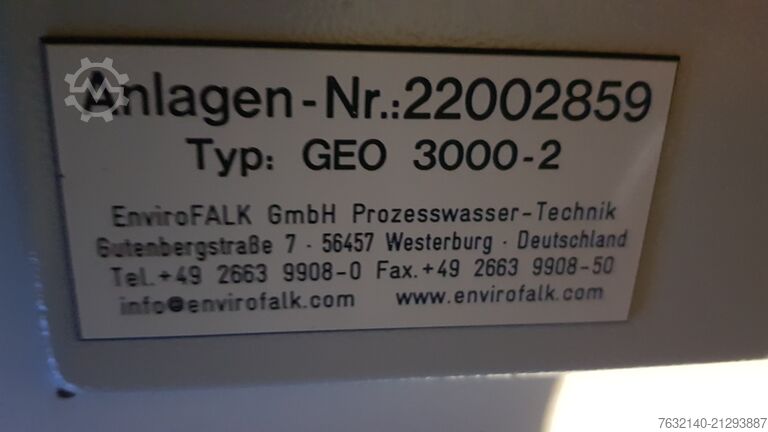 Anlagen-Nr.:22002859
Typ: GEO 3000-2
EnviroFALK GmbH Prozesswasser-Technik
Gutenbergstraße 7 - 56457 Westerburg · Deutschland
Tel.+49 2663 9908-0 Fax.+49 2663 9908-50
info@envirofalk.com www.envirofalk.com
7632140-21293887